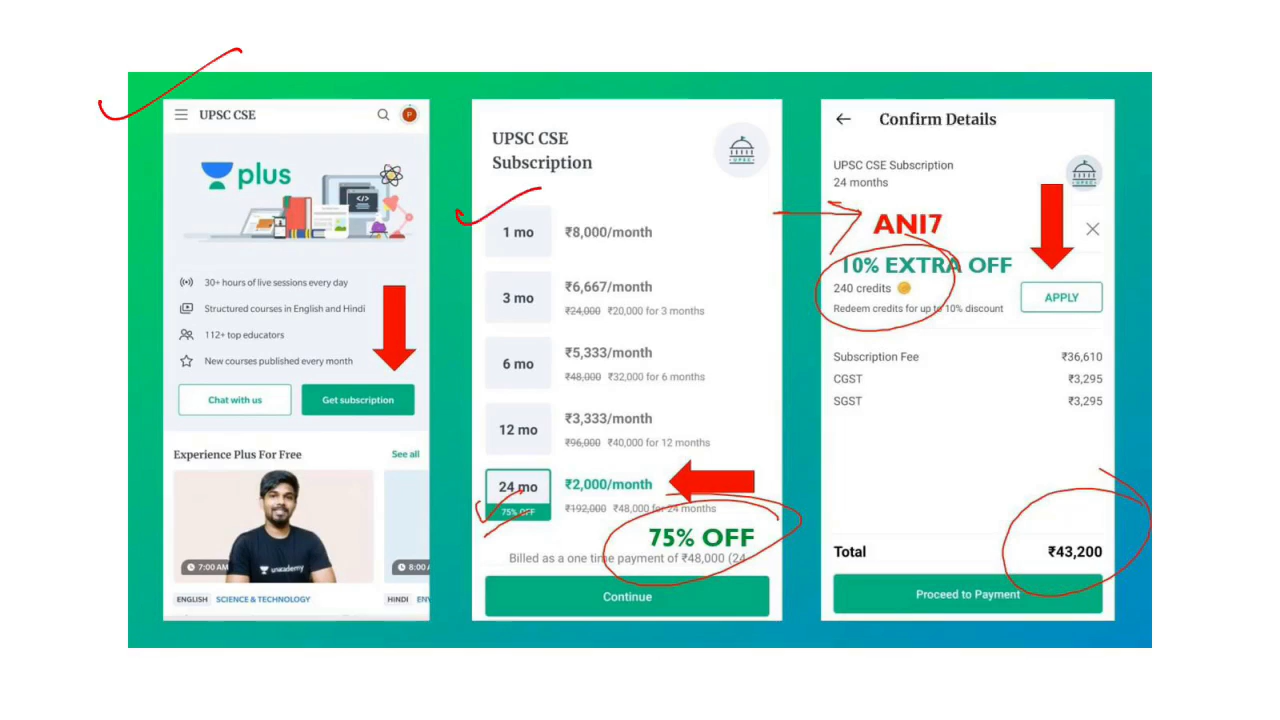 UPSC CSE
P
plus
30+ hours of live sessions every day
Structured courses in English and Hindi
112+ top educators
New courses published every month
Chat with us
Get subscription
Experience Plus For Free
See all
7:00 AM
unacademy
8:00 A
ENGLISH SCIENCE & TECHNOLOGY
HINDI ENV
UPSC CSE
Subscription
UPSC
1 mo ₹8,000/month
3 mo ₹6,667/month
₹24,000 ₹20,000 for 3 months
6 mo ₹5,333/month
₹48,000 ₹32,000 for 6 months
12 mo ₹3,333/month
₹96,000 ₹40,000 for 12 months
24 mo ₹2,000/month
75% OFF ₹192,000 ₹48,000 for 24 months
75% OFF
Billed as a one time payment of ₹48,000 (24
Continue
Confirm Details
UPSC CSE Subscription
24 months
UPSC
ANI7
10% EXTRA OFF
240 credits
Redeem credits for up to 10% discount
APPLY
Subscription Fee ₹36,610
CGST ₹3,295
SGST ₹3,295
Total ₹43,200
Proceed to Payment